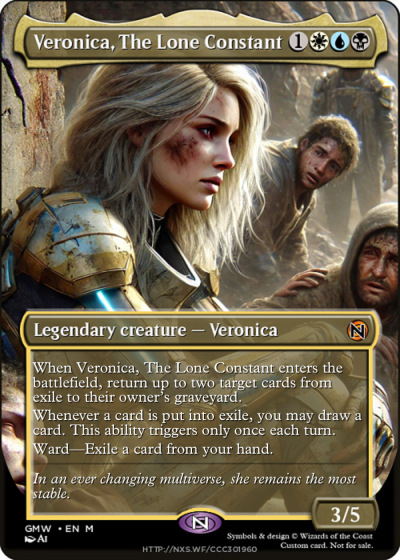 Veronica, The Lone Constant 1
Legendary creature — Veronica
When Veronica, The Lone Constant enters the
battlefield, return up to two target cards from
exile to their owner's graveyard.
Whenever a card is put into exile, you may draw a
card. This ability triggers only once each turn.
Ward—Exile a card from your hand.
In an ever changing multiverse, she remains the most
stable.
3/5
GMW • EN M
AI
N
Symbols & design © Wizards of the Coast
Custom card. Not for sale.
HTTP://NXS.WF/CCC301960